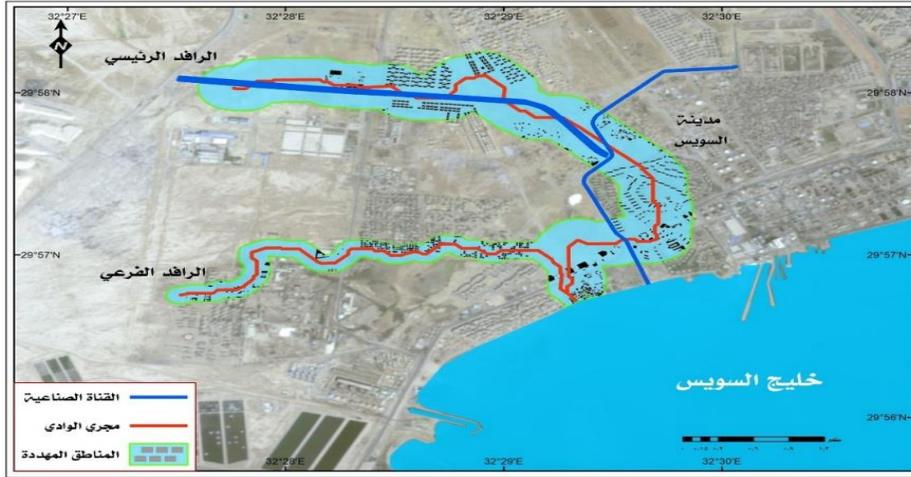 32°27'E
32°28'E
32°29'E
32°30'E
N
الرافد الرئيسي
29°58'N
29°58'N
مدينة
السويس
29°57'N
29°57'N
الرافد الفرعي
خليج السويس
القناة الصناعية
مجري الوادي
المناطق المهددة
29°56'N
32°28'E
32°29'E
32°30'E